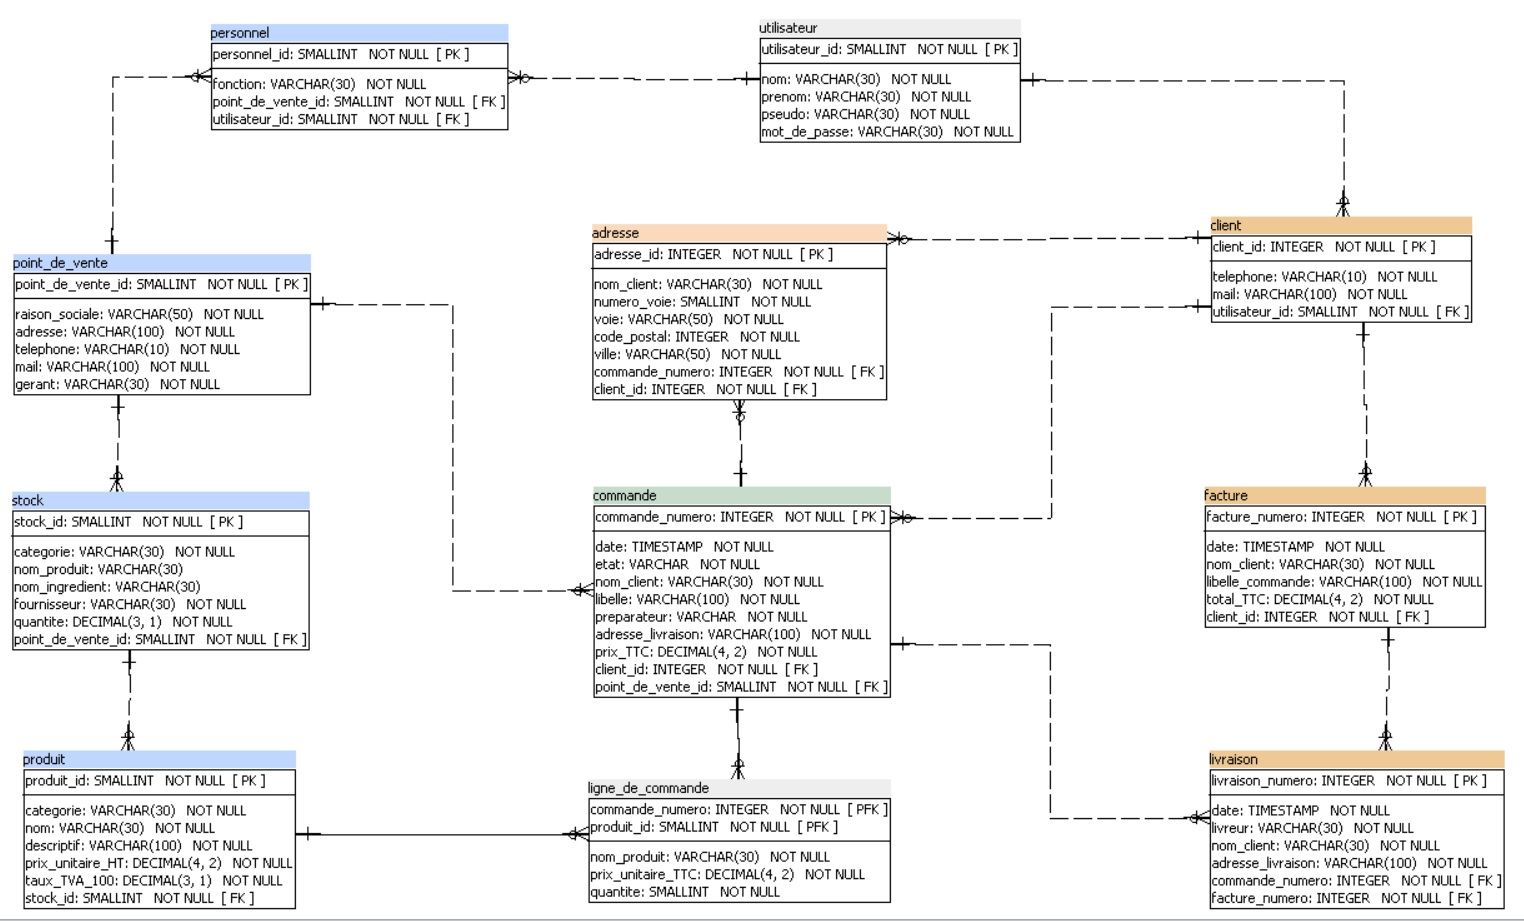 personnel
personnel_id: SMALLINT NOT NULL [ PK ]
fonction: VARCHAR(30) NOT NULL
point_de_vente_id: SMALLINT NOT NULL [ FK ]
utilisateur_id: SMALLINT NOT NULL [ FK ]
utilisateur
utilisateur_id: SMALLINT NOT NULL [ PK ]
nom: VARCHAR(30) NOT NULL
prenom: VARCHAR(30) NOT NULL
pseudo: VARCHAR(30) NOT NULL
mot_de_passe: VARCHAR(30) NOT NULL
point_de_vente
point_de_vente_id: SMALLINT NOT NULL [ PK ]
raison_sociale: VARCHAR(50) NOT NULL
adresse: VARCHAR(100) NOT NULL
telephone: VARCHAR(10) NOT NULL
mail: VARCHAR(100) NOT NULL
gerant: VARCHAR(30) NOT NULL
adresse
adresse_id: INTEGER NOT NULL [ PK ]
nom_client: VARCHAR(30) NOT NULL
numero_voie: SMALLINT NOT NULL
voie: VARCHAR(50) NOT NULL
code_postal: INTEGER NOT NULL
ville: VARCHAR(50) NOT NULL
commande_numero: INTEGER NOT NULL [ FK ]
client_id: INTEGER NOT NULL [ FK ]
client
client_id: INTEGER NOT NULL [ PK ]
telephone: VARCHAR(10) NOT NULL
mail: VARCHAR(100) NOT NULL
utilisateur_id: SMALLINT NOT NULL [ FK ]
stock
stock_id: SMALLINT NOT NULL [ PK ]
categorie: VARCHAR(30) NOT NULL
nom_produit: VARCHAR(30)
nom_ingredient: VARCHAR(30)
fournisseur: VARCHAR(30) NOT NULL
quantite: DECIMAL(3, 1) NOT NULL
point_de_vente_id: SMALLINT NOT NULL [ FK ]
commande
commande_numero: INTEGER NOT NULL [ PK ]
date: TIMESTAMP NOT NULL
etat: VARCHAR NOT NULL
nom_client: VARCHAR(30) NOT NULL
libelle: VARCHAR(100) NOT NULL
preparateur: VARCHAR NOT NULL
adresse_livraison: VARCHAR(100) NOT NULL
prix_TTC: DECIMAL(4, 2) NOT NULL
client_id: INTEGER NOT NULL [ FK ]
point_de_vente_id: SMALLINT NOT NULL [ FK ]
facture
facture_numero: INTEGER NOT NULL [ PK ]
date: TIMESTAMP NOT NULL
nom_client: VARCHAR(30) NOT NULL
libelle_commande: VARCHAR(100) NOT NULL
total_TTC: DECIMAL(4, 2) NOT NULL
client_id: INTEGER NOT NULL [ FK ]
produit
produit_id: SMALLINT NOT NULL [ PK ]
categorie: VARCHAR(30) NOT NULL
nom: VARCHAR(30) NOT NULL
descriptif: VARCHAR(100) NOT NULL
prix_unitaire_HT: DECIMAL(4, 2) NOT NULL
taux_TVA_100: DECIMAL(3, 1) NOT NULL
stock_id: SMALLINT NOT NULL [ FK ]
ligne_de_commande
commande_numero: INTEGER NOT NULL [ PFK ]
produit_id: SMALLINT NOT NULL [ PFK ]
nom_produit: VARCHAR(30) NOT NULL
prix_unitaire_TTC: DECIMAL(4, 2) NOT NULL
quantite: SMALLINT NOT NULL
livraison
livraison_numero: INTEGER NOT NULL [ PK ]
date: TIMESTAMP NOT NULL
livreur: VARCHAR(30) NOT NULL
nom_client: VARCHAR(30) NOT NULL
adresse_livraison: VARCHAR(100) NOT NULL
commande_numero: INTEGER NOT NULL [ FK ]
facture_numero: INTEGER NOT NULL [ FK ]